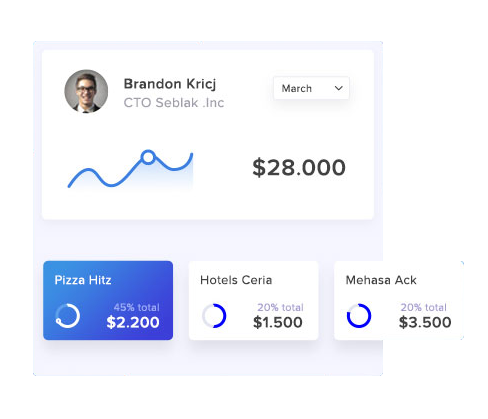 Brandon Kricj
CTO Seblak .Inc
March
$28.000
Pizza Hitz
45% total
$2.200
Hotels Ceria
20% total
$1.500
Mehasa Ack
20% total
$3.500